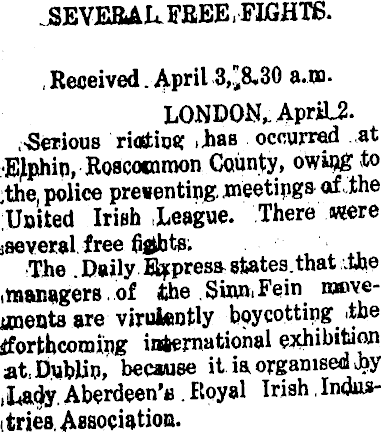 SEVERAL FREE FIGHTS.
Received April 3, 8.30 a.m.
LONDON, April 2.
Serious rioting has occurred at
Elphin, Roscommon County, owing to
the police preventing meetings of the
United Irish League. There were
several free fights.
The Daily Express states that the
managers of the Sinn Fein move-
ments are virulently boycotting the
forthcoming international exhibition
at Dublin, because it is organised by
Lady Aberdeen's Royal Irish Indus-
tries Association.